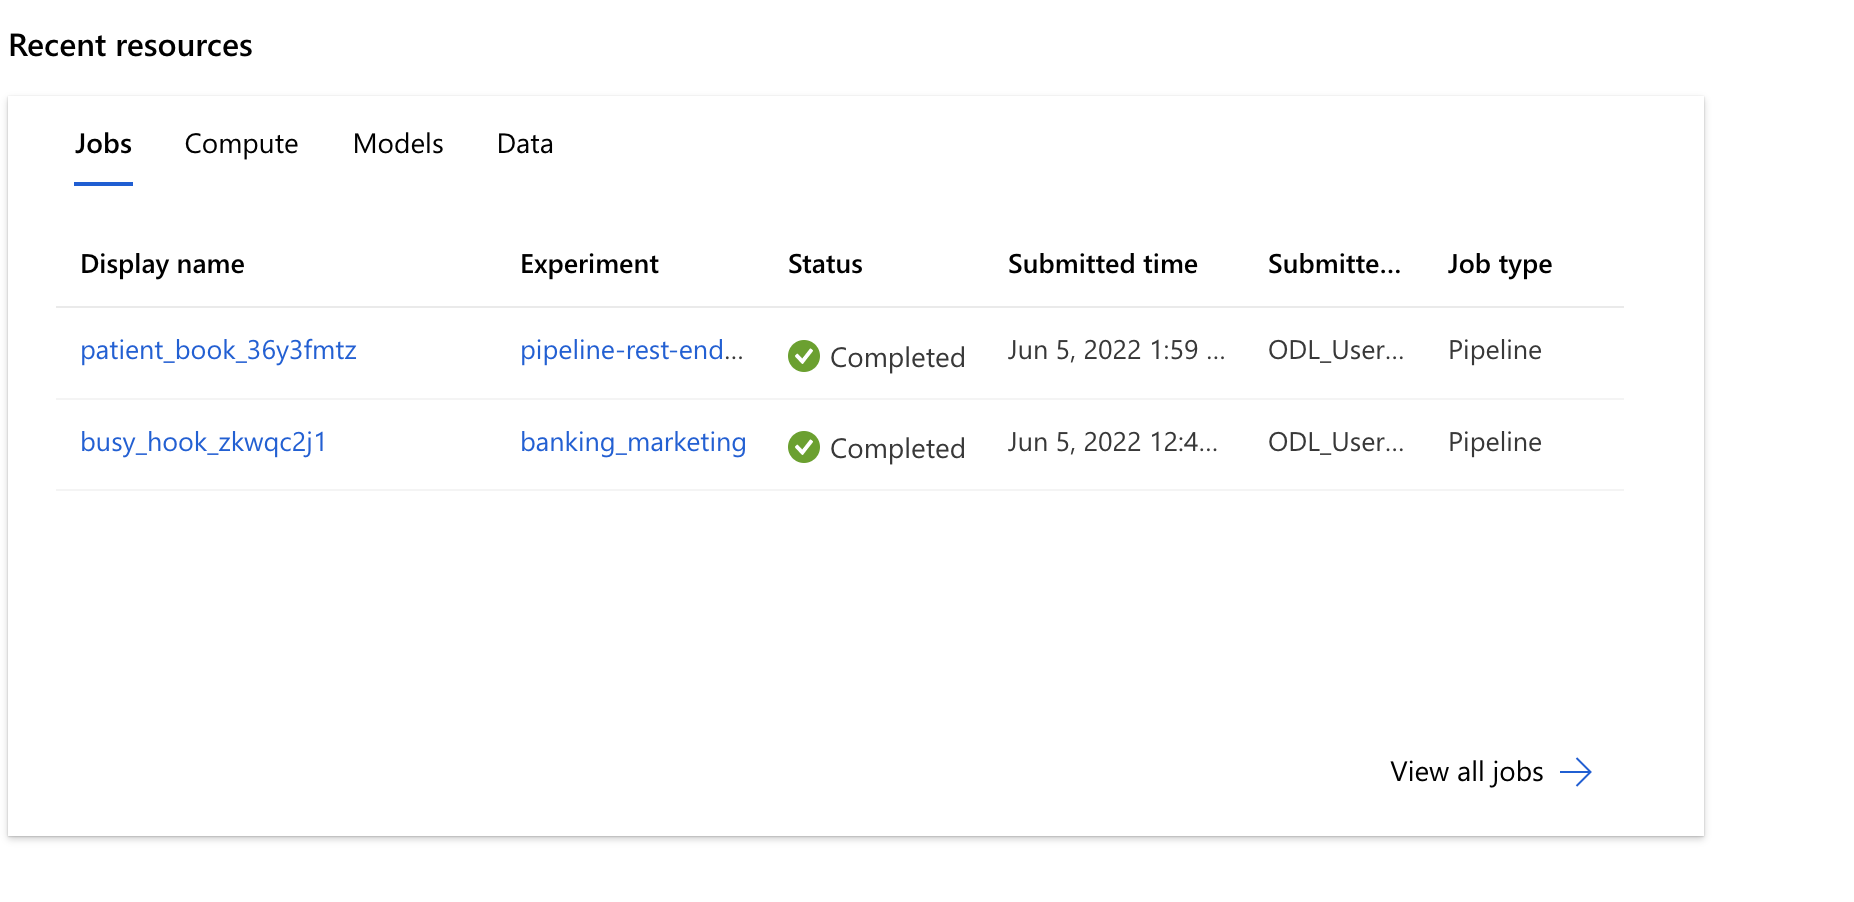 Recent resources
Jobs Compute Models Data
Display name Experiment Status Submitted time Submitte... Job type
patient_book_36y3fmtz pipeline-rest-end... Completed Jun 5, 2022 1:59 ... ODL_User... Pipeline
busy_hook_zkwqc2j1 banking_marketing Completed Jun 5, 2022 12:4... ODL_User... Pipeline
View all jobs